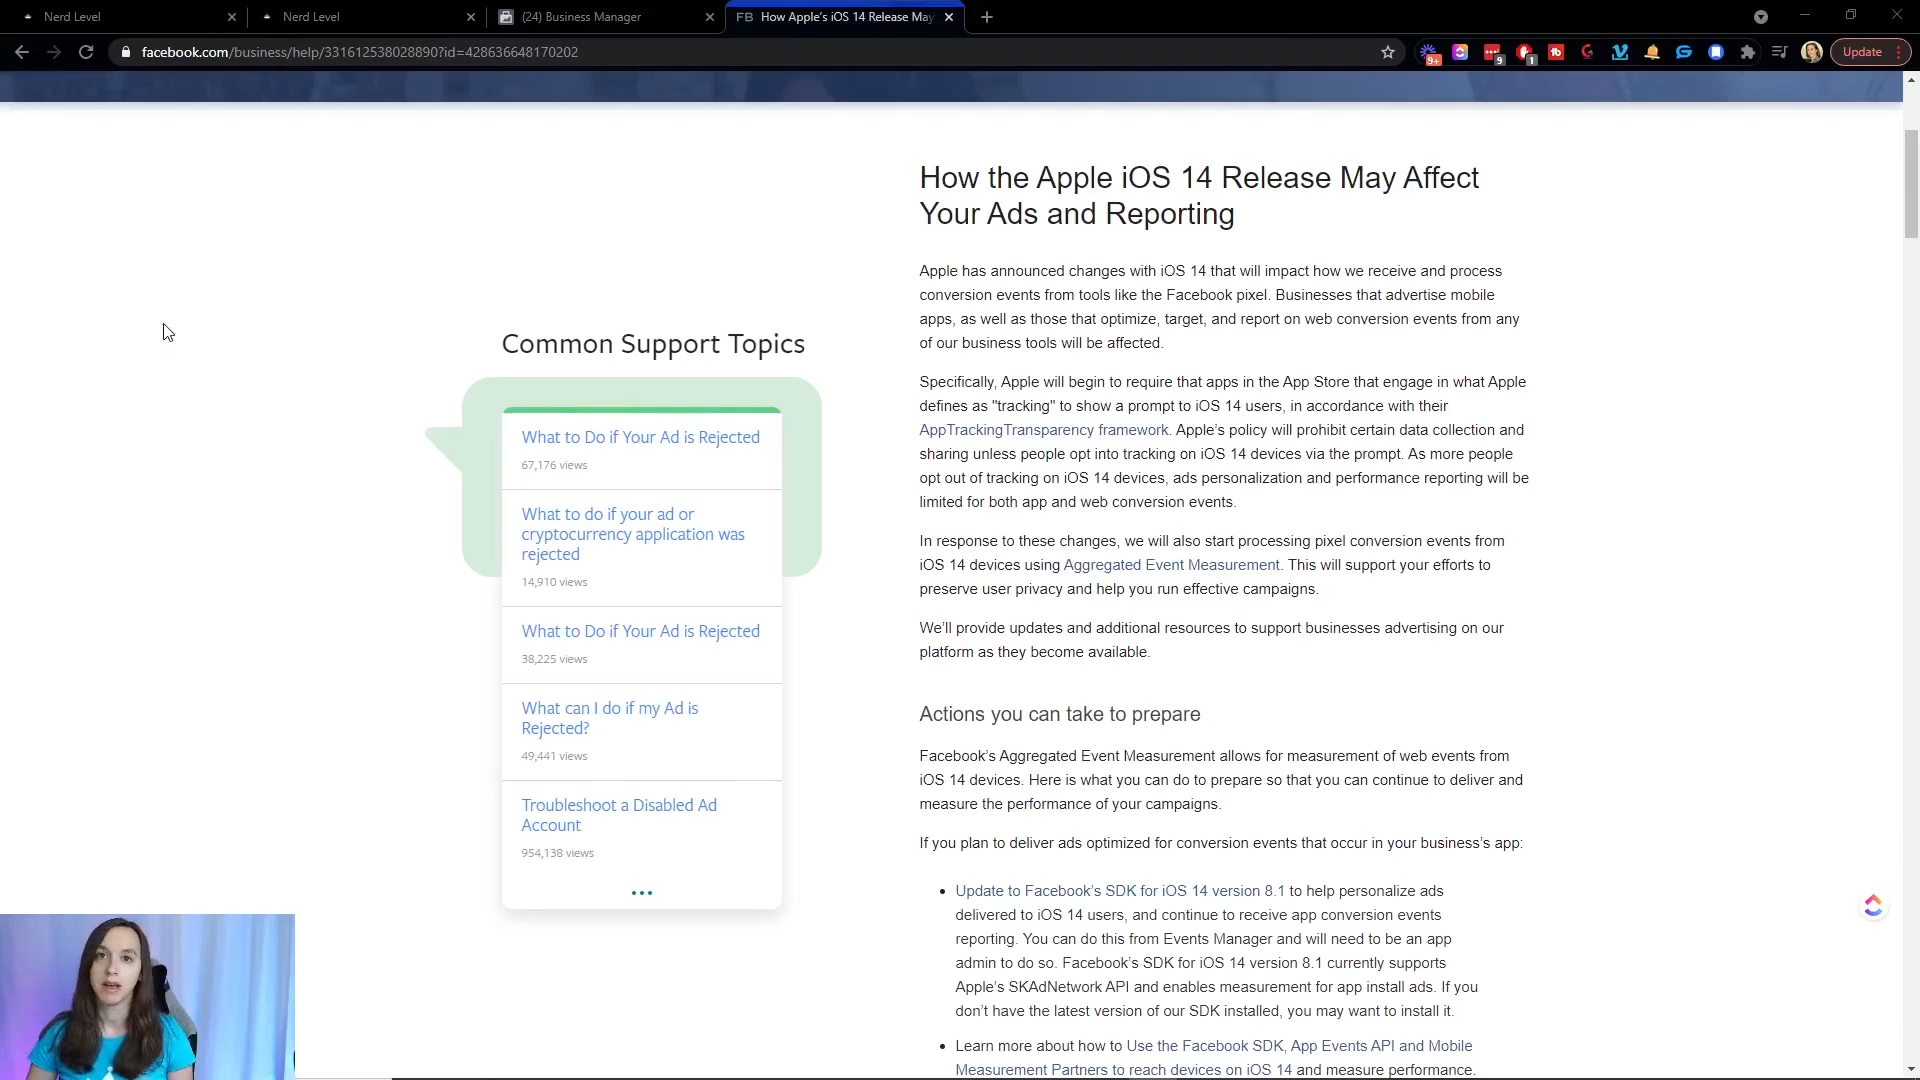 Nerd Level
Nerd Level
(24) Business Manager
FB How Apple's iOS 14 Release May
facebook.com/business/help/331612538028890?id=428636648170202
9+
9
1
Update
How the Apple iOS 14 Release May Affect
Your Ads and Reporting
Apple has announced changes with iOS 14 that will impact how we receive and process
conversion events from tools like the Facebook pixel. Businesses that advertise mobile
apps, as well as those that optimize, target, and report on web conversion events from any
of our business tools will be affected.
Specifically, Apple will begin to require that apps in the App Store that engage in what Apple
defines as "tracking" to show a prompt to iOS 14 users, in accordance with their
AppTrackingTransparency framework. Apple's policy will prohibit certain data collection and
sharing unless people opt into tracking on iOS 14 devices via the prompt. As more people
opt out of tracking on iOS 14 devices, ads personalization and performance reporting will be
limited for both app and web conversion events.
In response to these changes, we will also start processing pixel conversion events from
iOS 14 devices using Aggregated Event Measurement. This will support your efforts to
preserve user privacy and help you run effective campaigns.
We'll provide updates and additional resources to support businesses advertising on our
platform as they become available.
Actions you can take to prepare
Facebook's Aggregated Event Measurement allows for measurement of web events from
iOS 14 devices. Here is what you can do to prepare so that you can continue to deliver and
measure the performance of your campaigns.
If you plan to deliver ads optimized for conversion events that occur in your business's app:
• Update to Facebook's SDK for iOS 14 version 8.1 to help personalize ads
delivered to iOS 14 users, and continue to receive app conversion events
reporting. You can do this from Events Manager and will need to be an app
admin to do so. Facebook's SDK for iOS 14 version 8.1 currently supports
Apple's SKAdNetwork API and enables measurement for app install ads. If you
don't have the latest version of our SDK installed, you may want to install it.
• Learn more about how to Use the Facebook SDK, App Events API and Mobile
Measurement Partners to reach devices on iOS 14 and measure performance.
Common Support Topics
What to Do if Your Ad is Rejected
67,176 views
What to do if your ad or
cryptocurrency application was
rejected
14,910 views
What to Do if Your Ad is Rejected
38,225 views
What can I do if my Ad is
Rejected?
49,441 views
Troubleshoot a Disabled Ad
Account
954,138 views